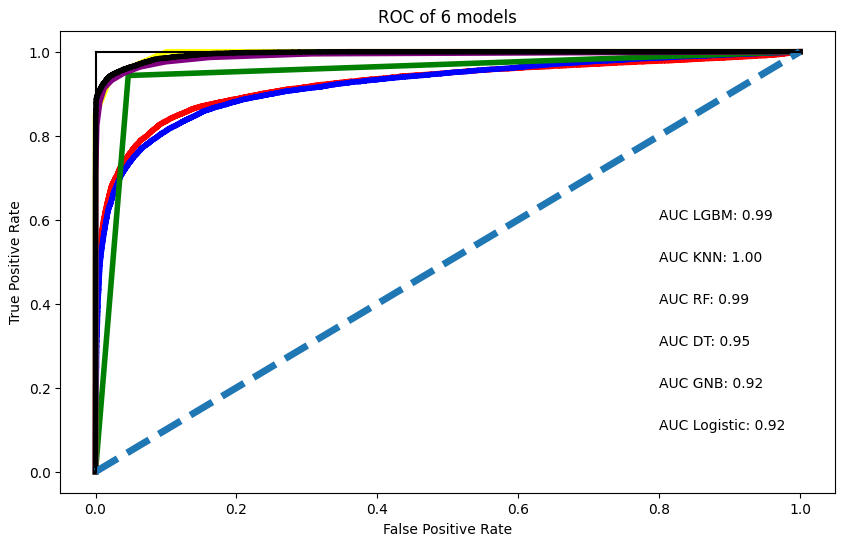 ROC of 6 models
True Positive Rate
1.0
0.8
0.6
0.4
0.2
0.0
AUC LGBM: 0.99
AUC KNN: 1.00
AUC RF: 0.99
AUC DT: 0.95
AUC GNB: 0.92
AUC Logistic: 0.92
0.0 0.2 0.4 0.6 0.8 1.0
False Positive Rate